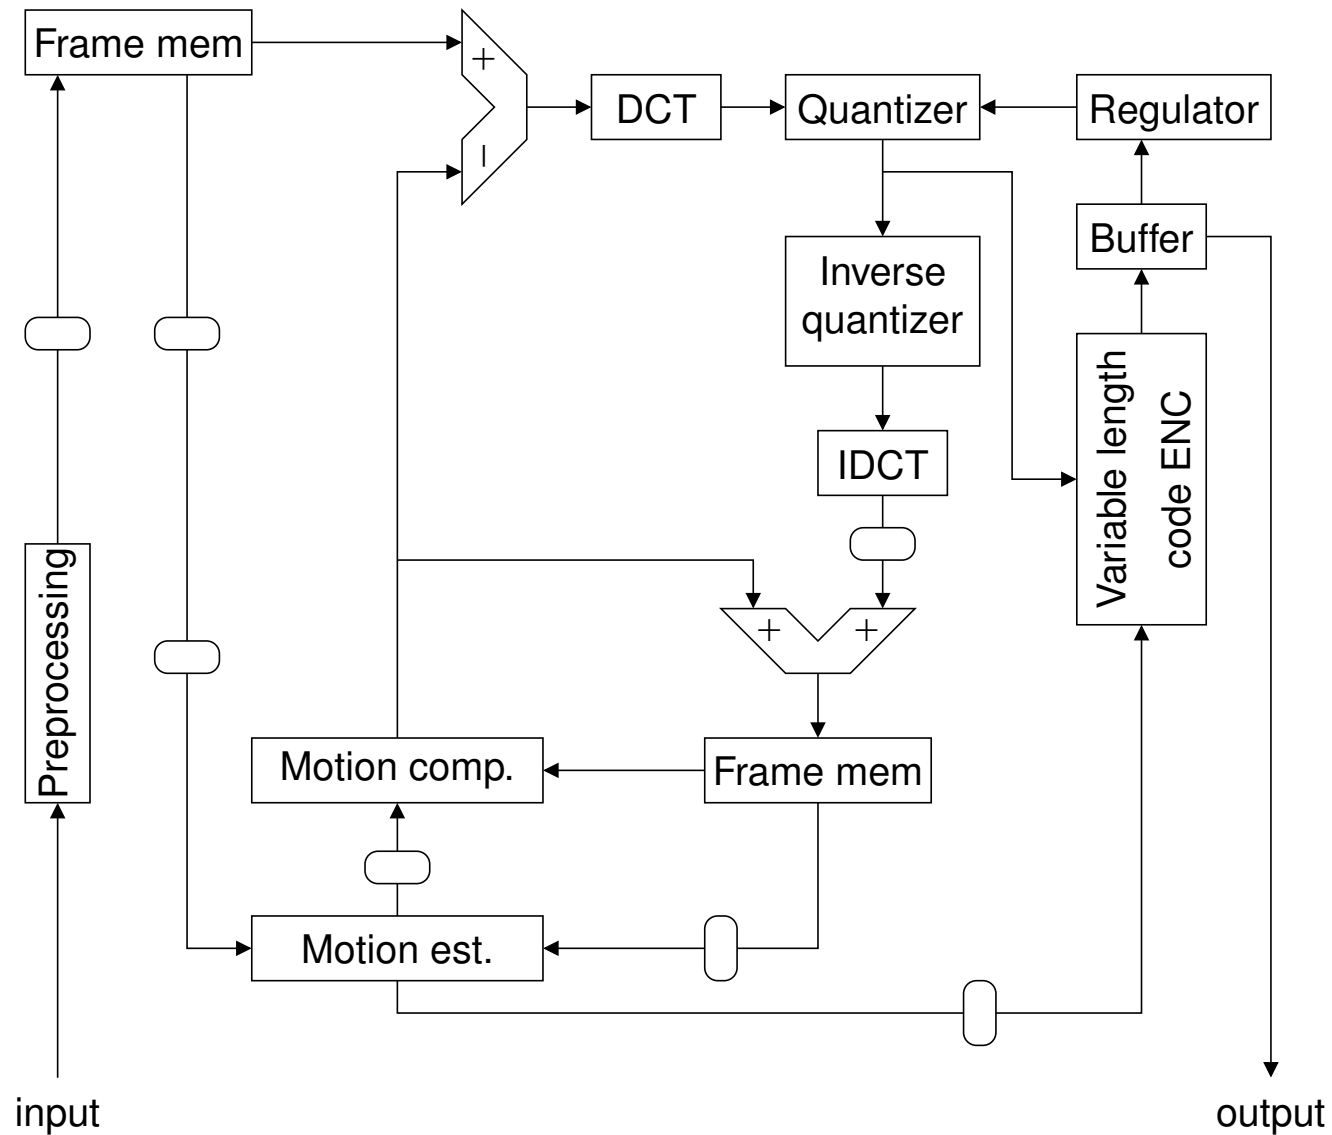 Frame mem
+
−
DCT
Quantizer
Regulator
Buffer
Inverse
quantizer
IDCT
Variable length
code ENC
+ +
Preprocessing
Motion comp.
Frame mem
Motion est.
input
output